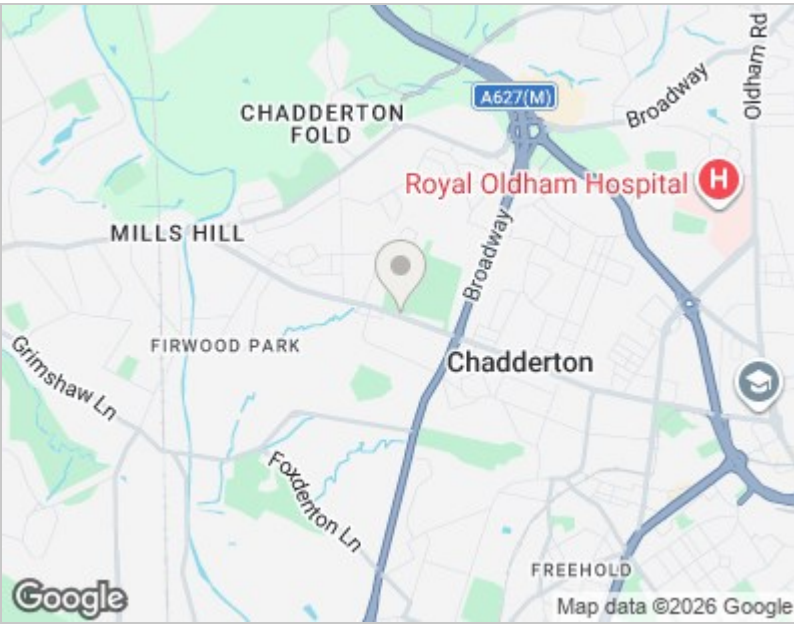 Oldham Rd
Broadway
A627(M)
CHADDERTON
FOLD
Royal Oldham Hospital
H
MILLS HILL
Broadway
FIRWOOD PARK
Grimshaw Ln
Chadderton
Foxdenton Ln
FREEHOLD
Google
Map data ©2026 Google